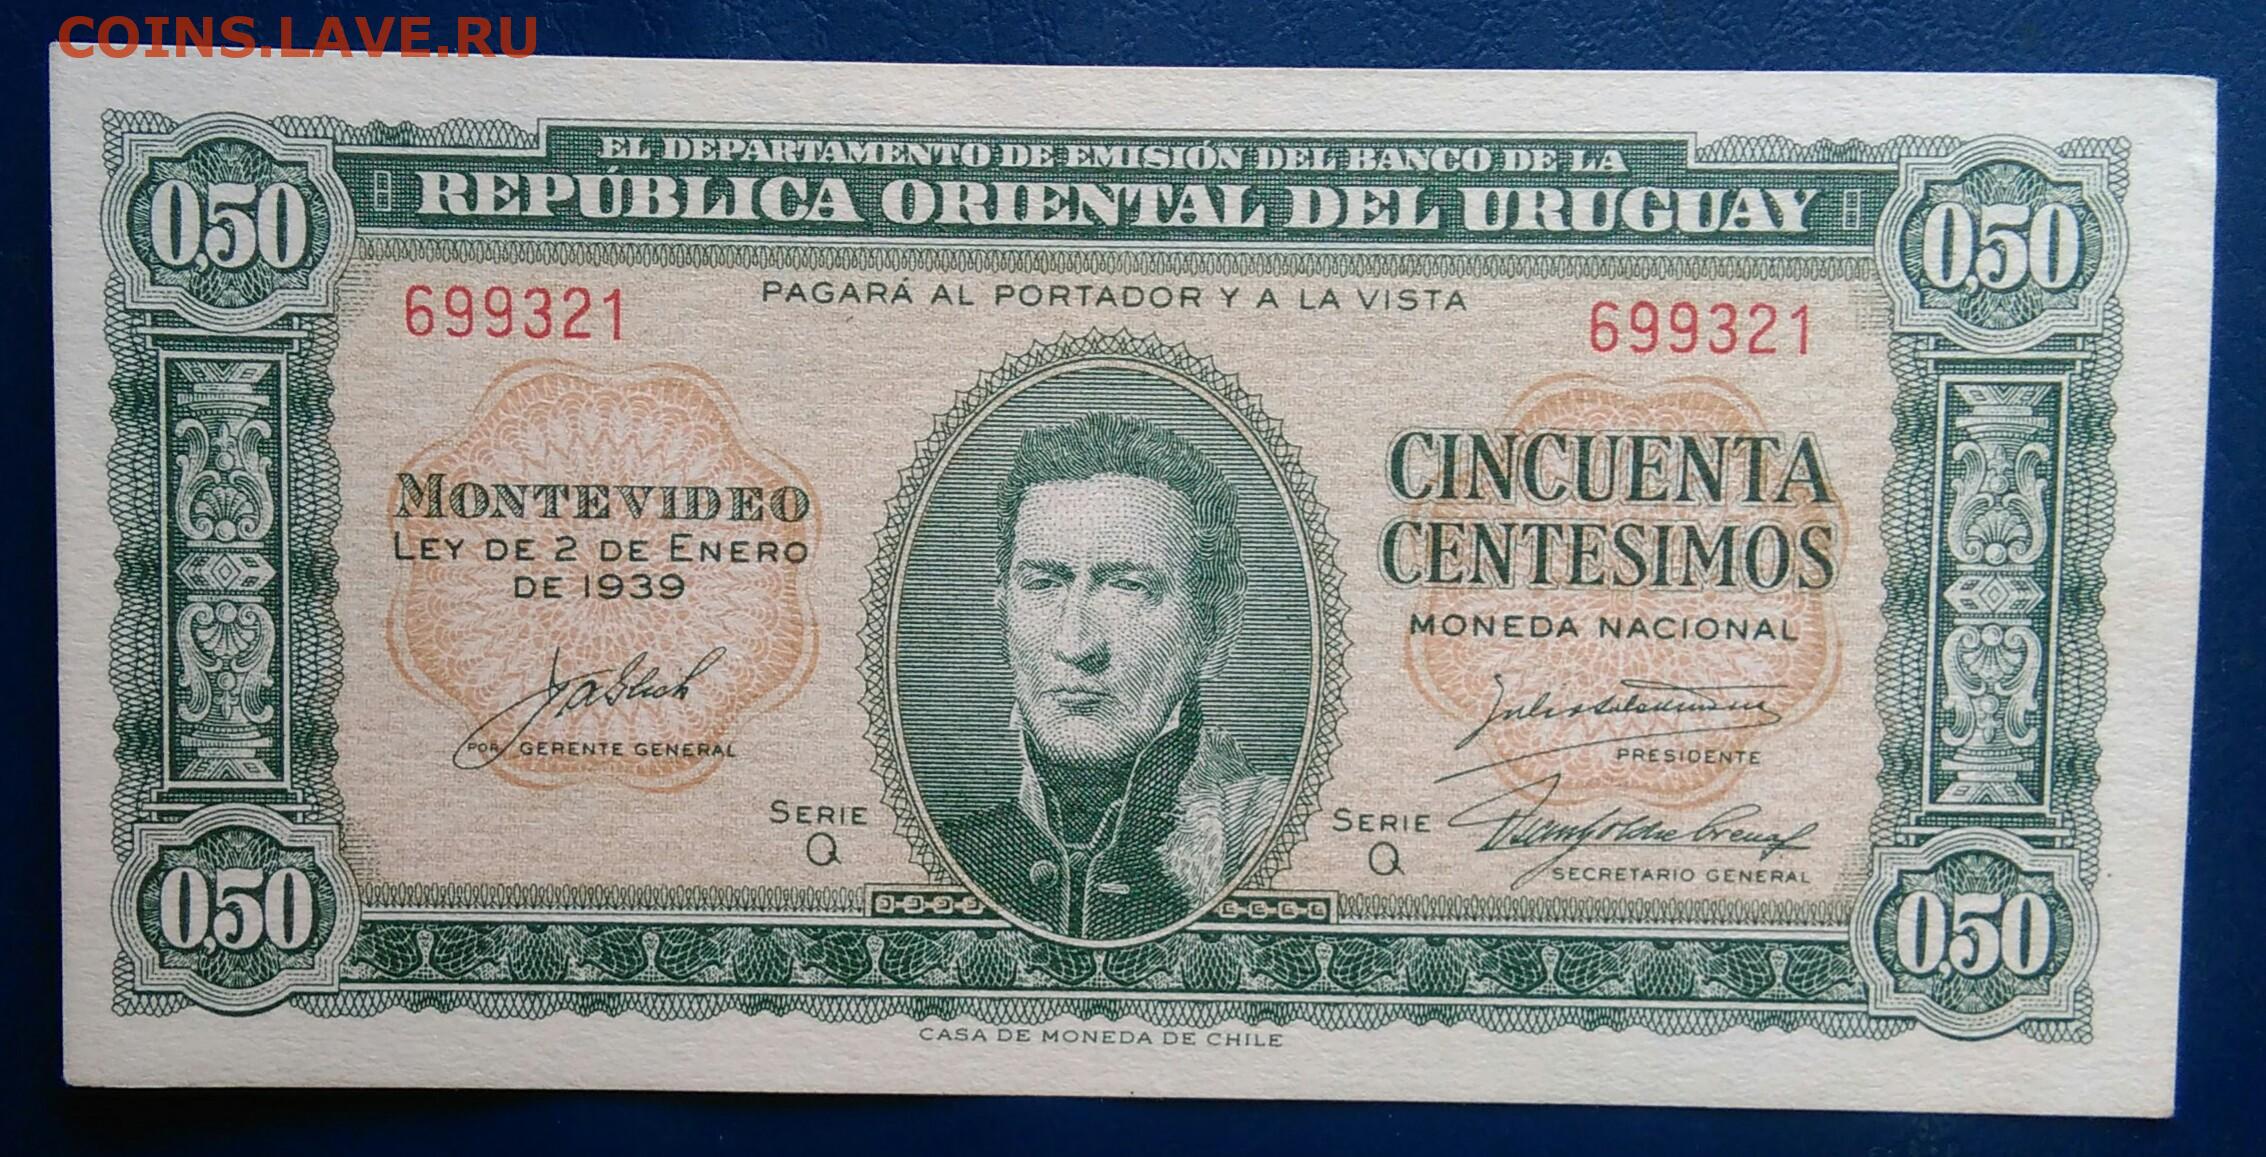 COINS.LAVE.RU
EL DEPARTAMENTO DE EMISIÓN DEL BANCO DE LA
REPÚBLICA ORIENTAL DEL URUGUAY
0,50
0,50
PAGARÁ AL PORTADOR Y A LA VISTA
699321
699321
MONTEVIDEO
LEY DE 2 DE ENERO
DE 1939
CINCUENTA
CENTESIMOS
MONEDA NACIONAL
POR GERENTE GENERAL
PRESIDENTE
SERIE
Q
SERIE
Q
SECRETARIO GENERAL
0,50
0,50
CASA DE MONEDA DE CHILE